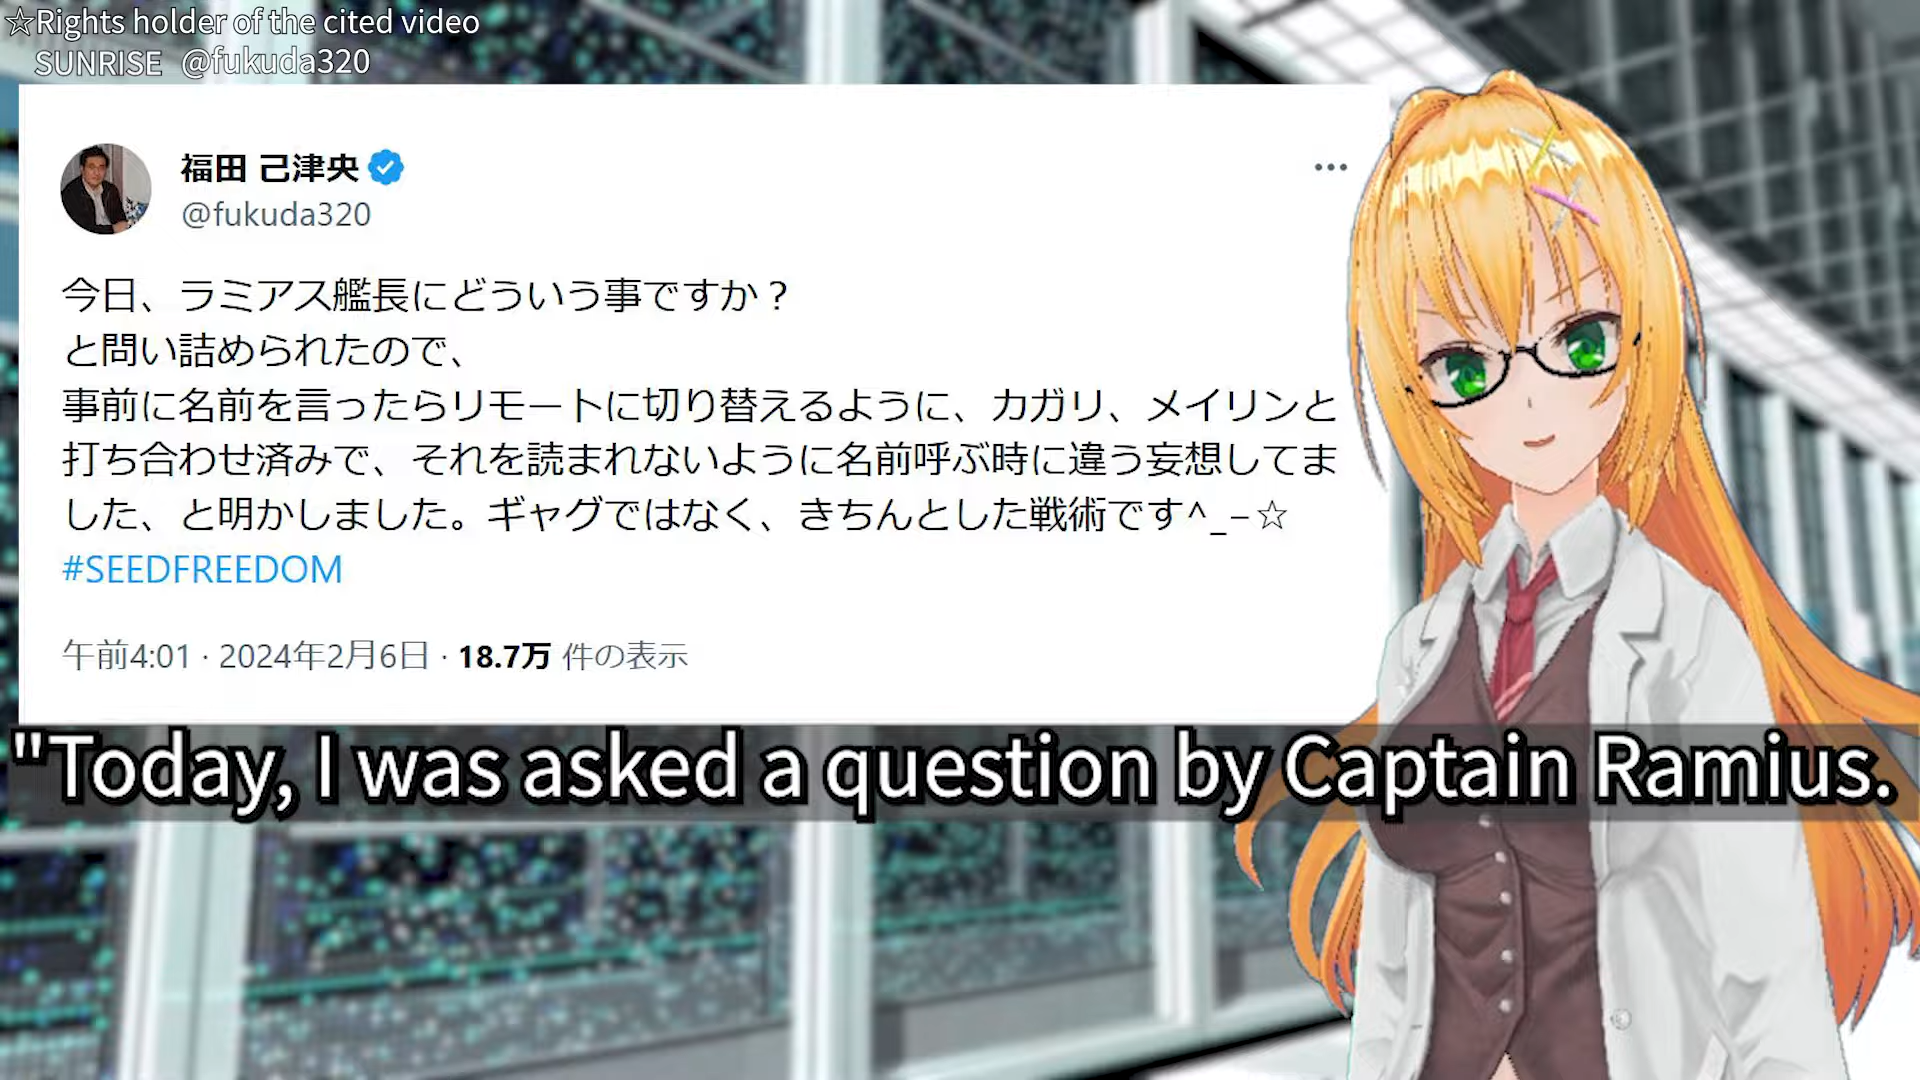 ☆Rights holder of the cited video
SUNRISE @fukuda320
福田 己津央
@fukuda320
今日、ラミアス艦長にどういう事ですか？
と問い詰められたので、
事前に名前を言ったらリモートに切り替えるように、カガリ、メイリンと
打ち合わせ済みで、それを読まれないように名前呼ぶ時に違う妄想してま
した、と明かしました。ギャグではなく、きちんとした戦術です^_−☆
#SEEDFREEDOM
午前4:01 · 2024年2月6日 · 18.7万 件の表示
"Today, I was asked a question by Captain Ramius.